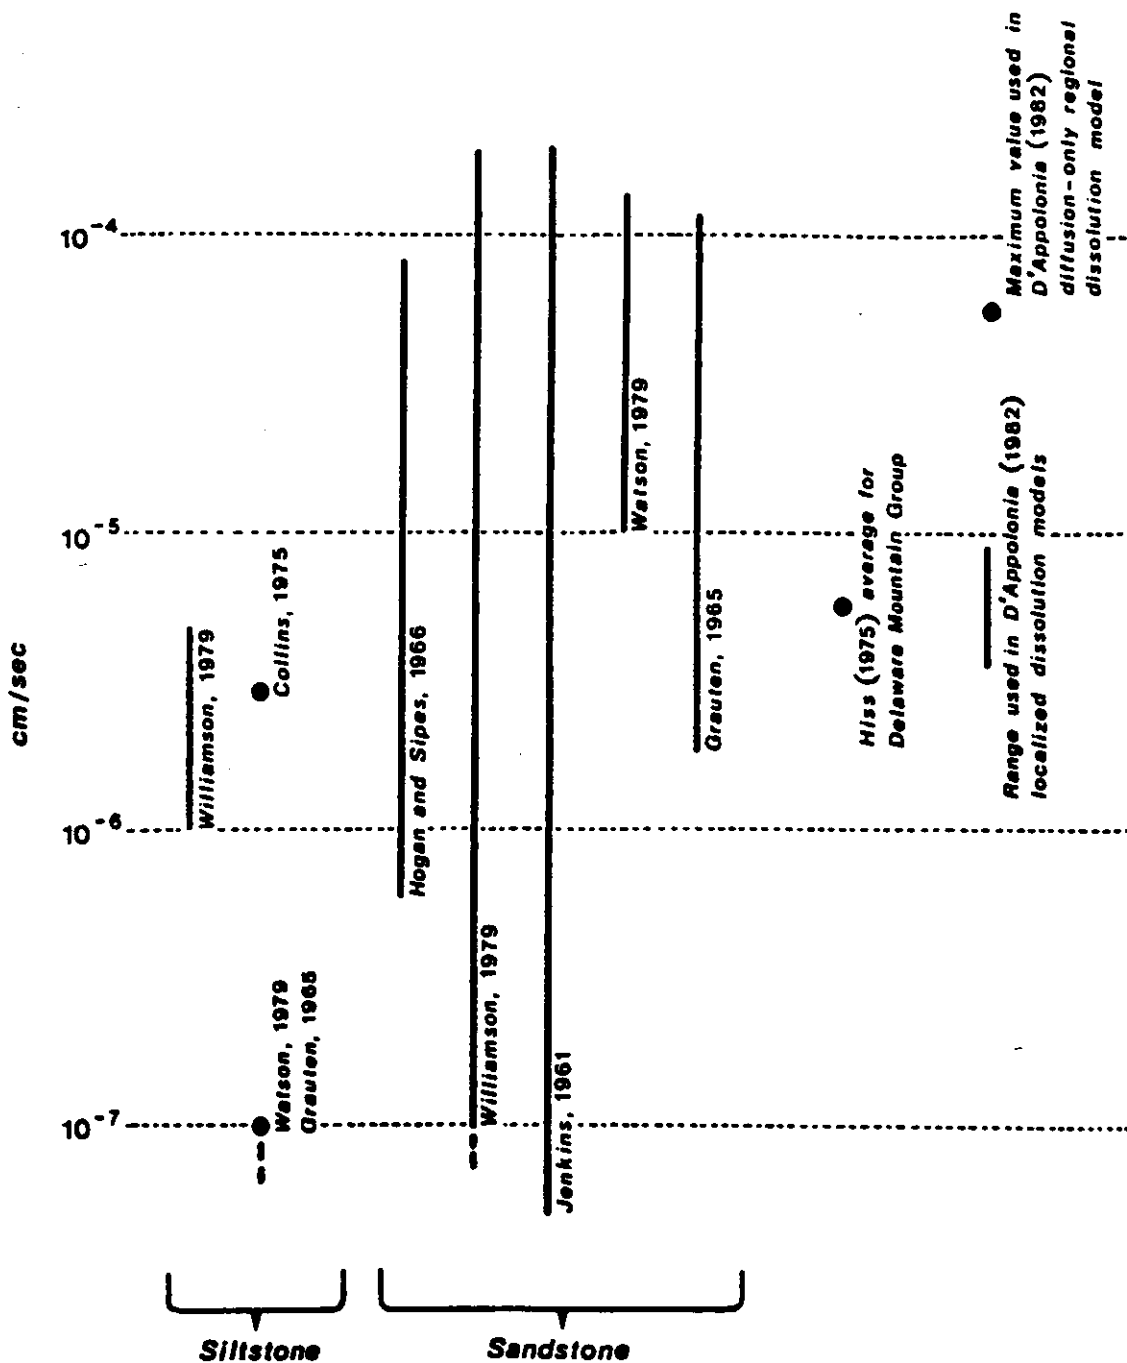 cm/sec
10-4
10-5
10-6
10-7
Williamson, 1979
Collins, 1975
Watson, 1979
Grauten, 1965
Hogan and Sipes, 1966
Williamson, 1979
Jenkins, 1961
Watson, 1979
Grauten, 1965
Hiss (1975) average for
Delaware Mountain Group
Maximum value used in
D'Appolonia (1982)
diffusion-only regional
dissolution model
Range used in D'Appolonia (1982)
localized dissolution models
Siltstone
Sandstone